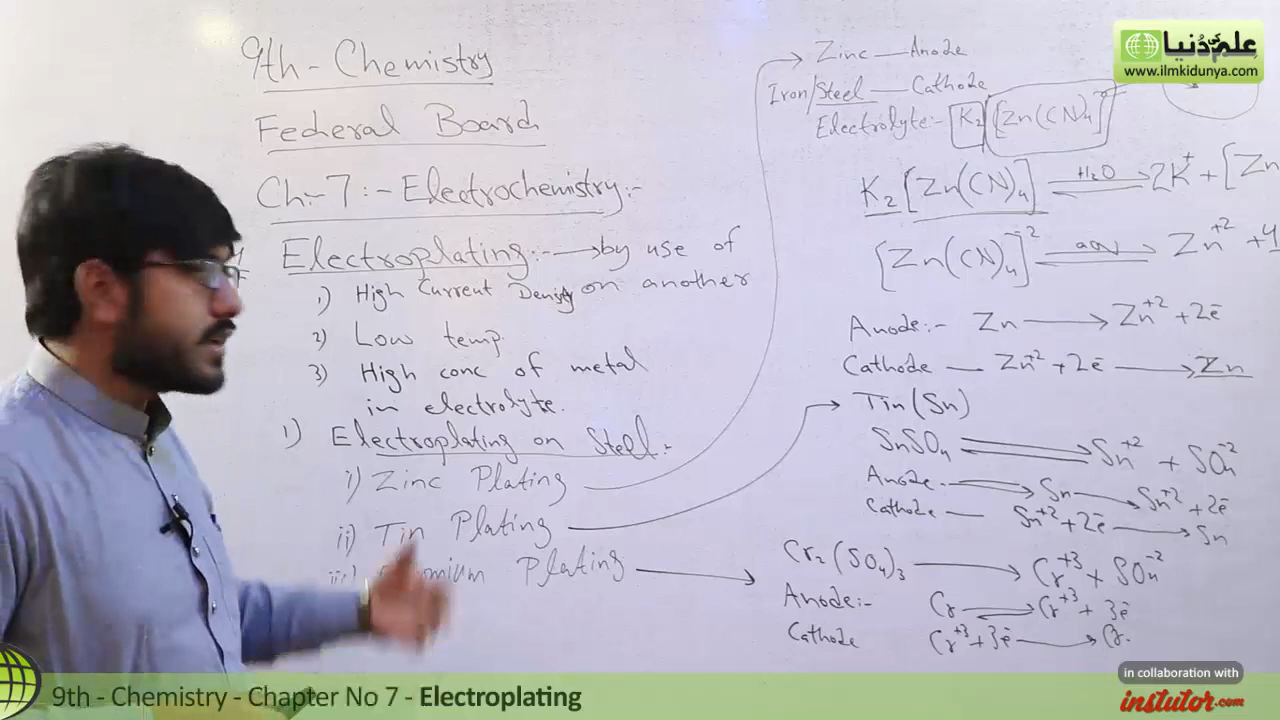 9th - Chemistry
Federal Board
Ch:- 7:- Electrochemistry:-
Electroplating:- → by use of
1) High Current Density on another
2) Low temp.
3) High conc of metal
in electrolyte.
1) Electroplating on Steel:-
i) Zinc Plating
ii) Tin Plating
Plating
Zinc — Anode
Iron/Steel — Cathode
Electrolyte:- K2 [Zn(CN)4]
K2[Zn(CN)4] ⇌ H2O 2K+ + [Zn
[Zn(CN)4]-2 ⇌ Zn+2 + 4
Anode:- Zn → Zn+2 + 2ē
Cathode — Zn+2 + 2ē → Zn
Tin (Sn)
SnSO4 ⇌ Sn+2 + SO4-2
Anode → Sn → Sn+2 + 2ē
Cathode — Sn+2 + 2ē → Sn
Cr2(SO4)3 → Cr+3 + SO4-2
Anode:- Cr ⇌ Cr+3 + 3ē
Cathode Cr+3 + 3ē → Cr.
علم کی دُنیا
www.ilmkidunya.com
in collaboration with
instutor.com
9th - Chemistry - Chapter No 7 - Electroplating